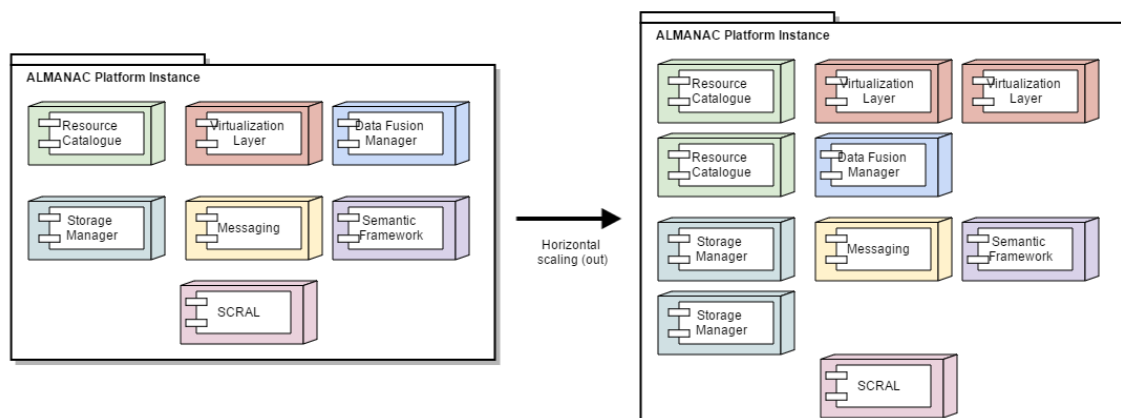 ALMANAC Platform Instance
Resource
Catalogue
Virtualization
Layer
Data Fusion
Manager
Storage
Manager
Messaging
Semantic
Framework
SCRAL
Horizontal
scaling (out)
ALMANAC Platform Instance
Resource
Catalogue
Virtualization
Layer
Virtualization
Layer
Resource
Catalogue
Data Fusion
Manager
Storage
Manager
Messaging
Semantic
Framework
Storage
Manager
SCRAL